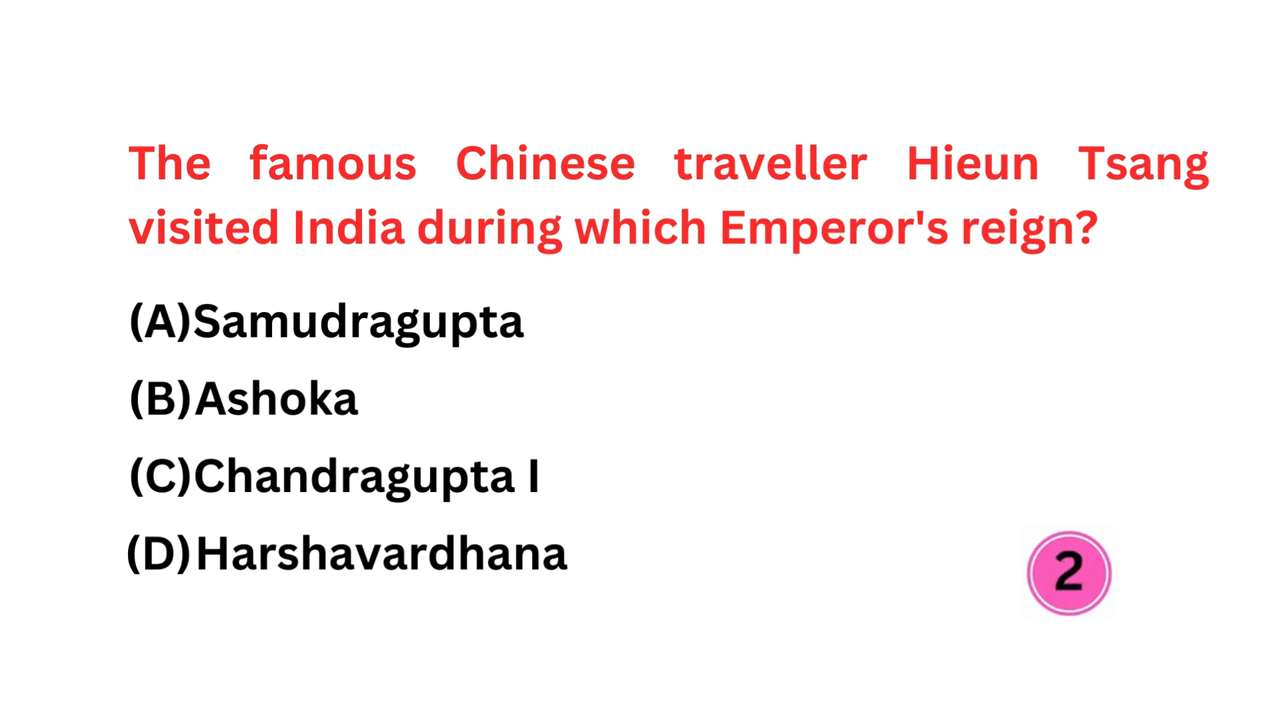 The famous Chinese traveller Hieun Tsang
visited India during which Emperor's reign?
(A)Samudragupta
(B)Ashoka
(C)Chandragupta I
(D)Harshavardhana
2